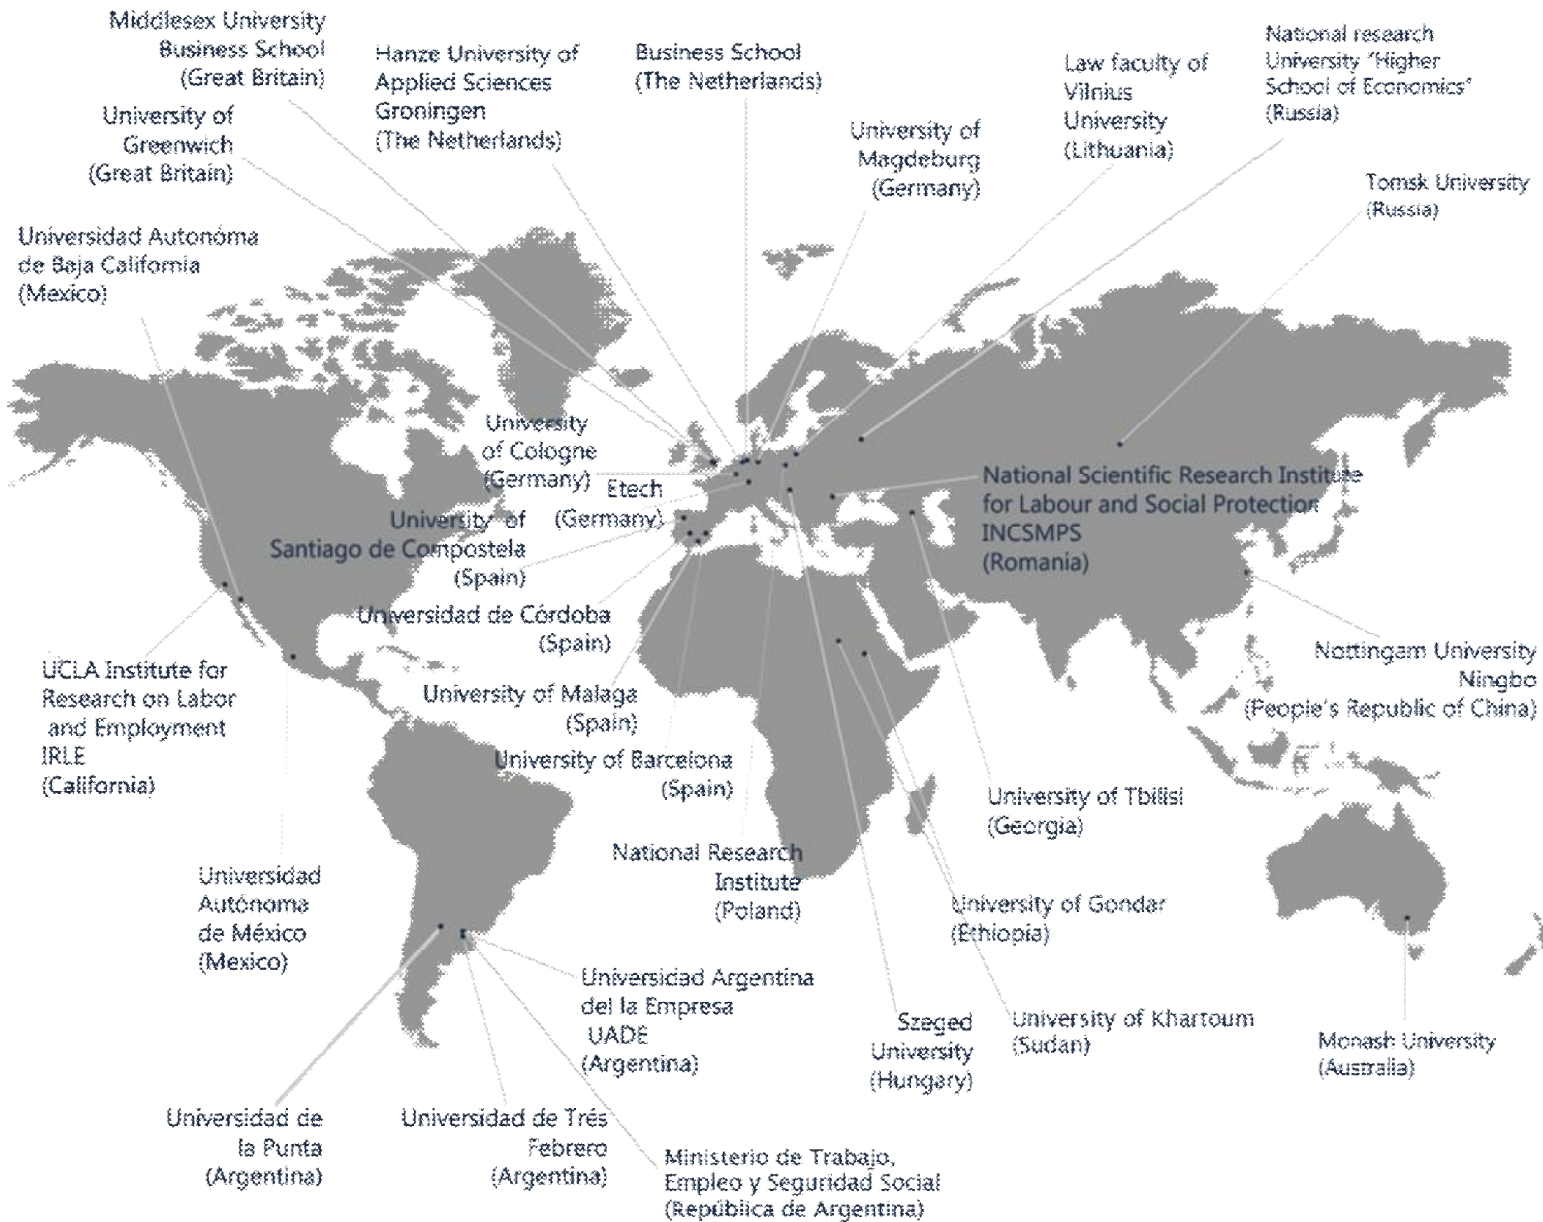 Middlesex University
Business School
(Great Britain)
Hanze University of
Applied Sciences
Groningen
(The Netherlands)
Business School
(The Netherlands)
University of
Magdeburg
(Germany)
Law faculty of
Vilnius
University
(Lithuania)
National research
University "Higher
School of Economics"
(Russia)
Tomsk University
(Russia)
University of
Greenwich
(Great Britain)
Universidad Autonóma
de Baja California
(Mexico)
University
of Cologne
(Germany)
Etech
(Germany)
University of
Santiago de Compostela
(Spain)
Universidad de Córdoba
(Spain)
University of Malaga
(Spain)
University of Barcelona
(Spain)
National Research
Institute
(Poland)
National Scientific Research Institute
for Labour and Social Protection
INCSMPS
(Romania)
Nottingam University
Ningbo
(People's Republic of China)
University of Tbilisi
(Georgia)
University of Gondar
(Ethiopia)
University of Khartoum
(Sudan)
Szeged
University
(Hungary)
Monash University
(Australia)
UCLA Institute for
Research on Labor
and Employment
IRLE
(California)
Universidad
Autónoma
de México
(Mexico)
Universidad Argentina
del la Empresa
UADE
(Argentina)
Universidad de
la Punta
(Argentina)
Universidad de Trés
Febrero
(Argentina)
Ministerio de Trabajo,
Empleo y Seguridad Social
(República de Argentina)